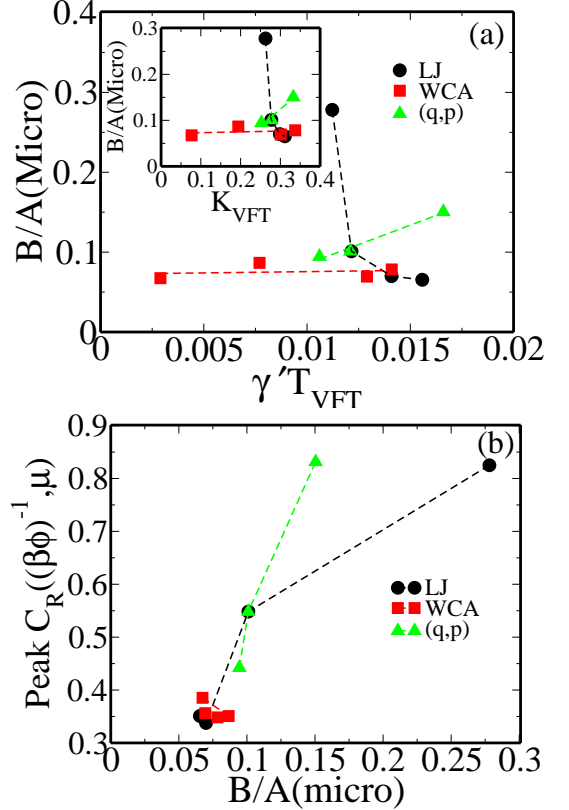 (a)
B/A(Micro)
0.4
0.3
0.2
0.1
0
0 0.005 0.01 0.015 0.02
γ′T_VFT
LJ
WCA
(q,p)
B/A(Micro)
0.3
0.2
0.1
0
0 0.1 0.2 0.3 0.4
K_VFT
(b)
Peak C_R((βϕ)^-1,μ)
0.9
0.8
0.7
0.6
0.5
0.4
0.3
0 0.05 0.1 0.15 0.2 0.25 0.3
B/A(micro)
LJ
WCA
(q,p)